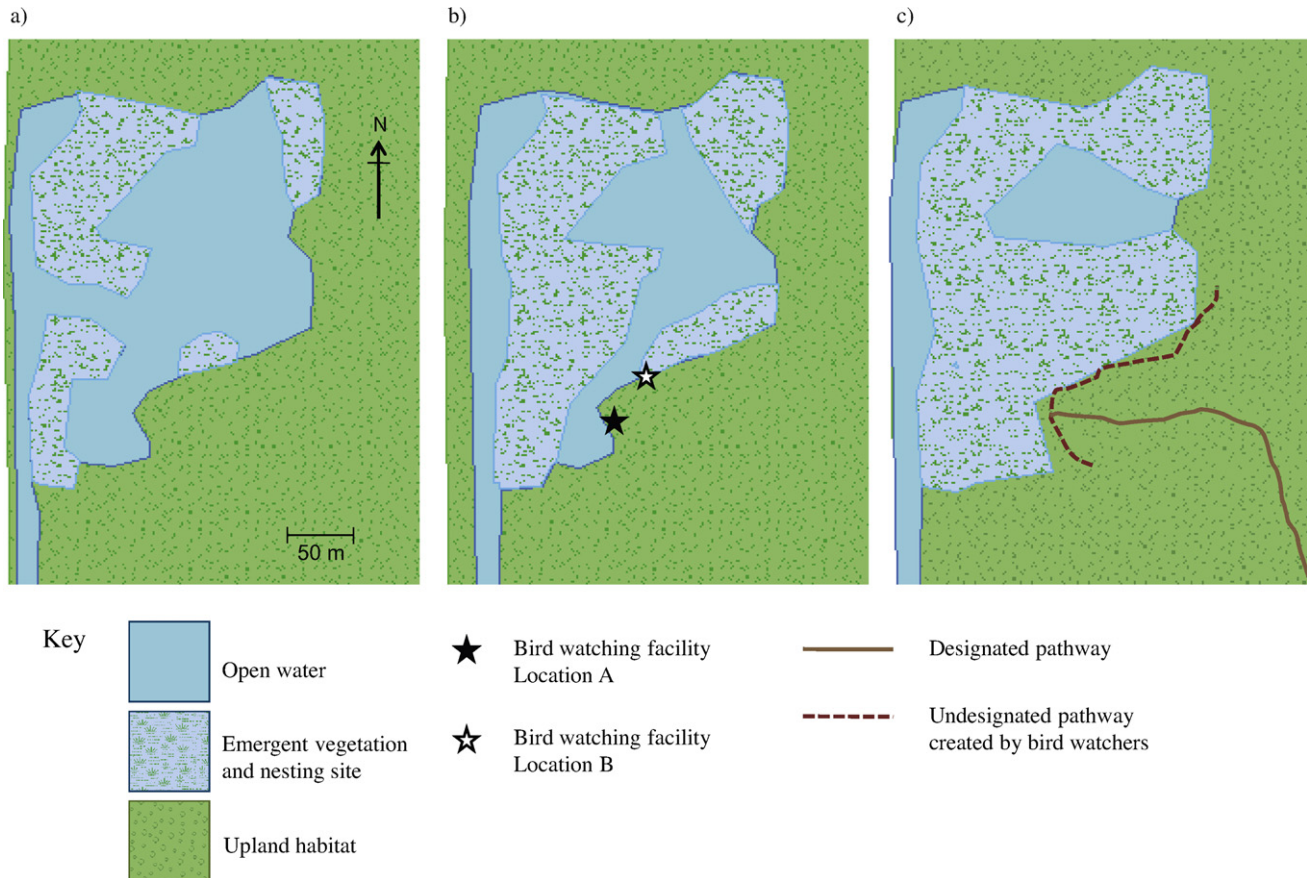 a)
b)
c)
N
50 m
Key
Open water
Emergent vegetation
and nesting site
Upland habitat
Bird watching facility
Location A
Bird watching facility
Location B
Designated pathway
Undesignated pathway
created by bird watchers